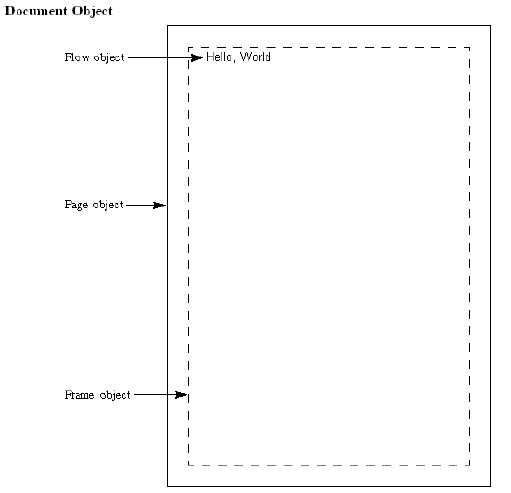 Document Object
Flow object
Hello, World
Page object
Frame object